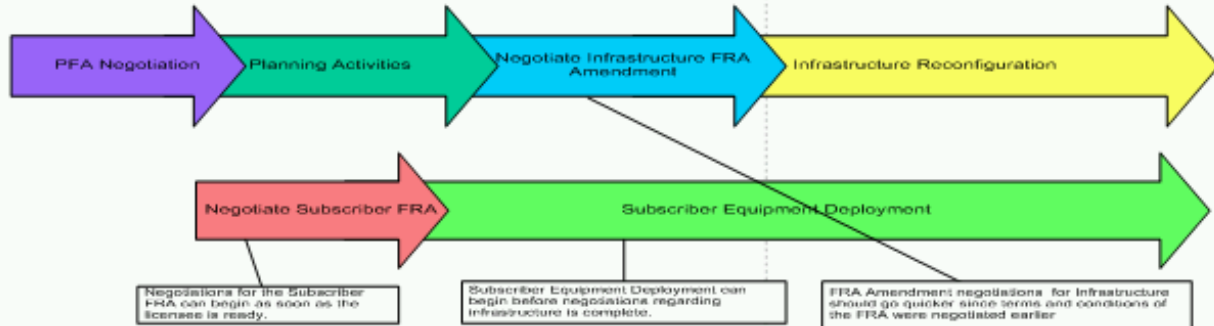 PFA Negotiation
Planning Activities
Negotiate Infrastructure FRA
Amendment
Infrastructure Reconfiguration
Negotiate Subscriber FRA
Subscriber Equipment Deployment
Negotiations for the Subscriber
FRA can begin as soon as the
licensee is ready.
Subscriber Equipment Deployment can
begin before negotiations regarding
infrastructure is complete.
FRA Amendment negotiations for Infrastructure
should go quicker since terms and conditions
of the FRA were negotiated earlier